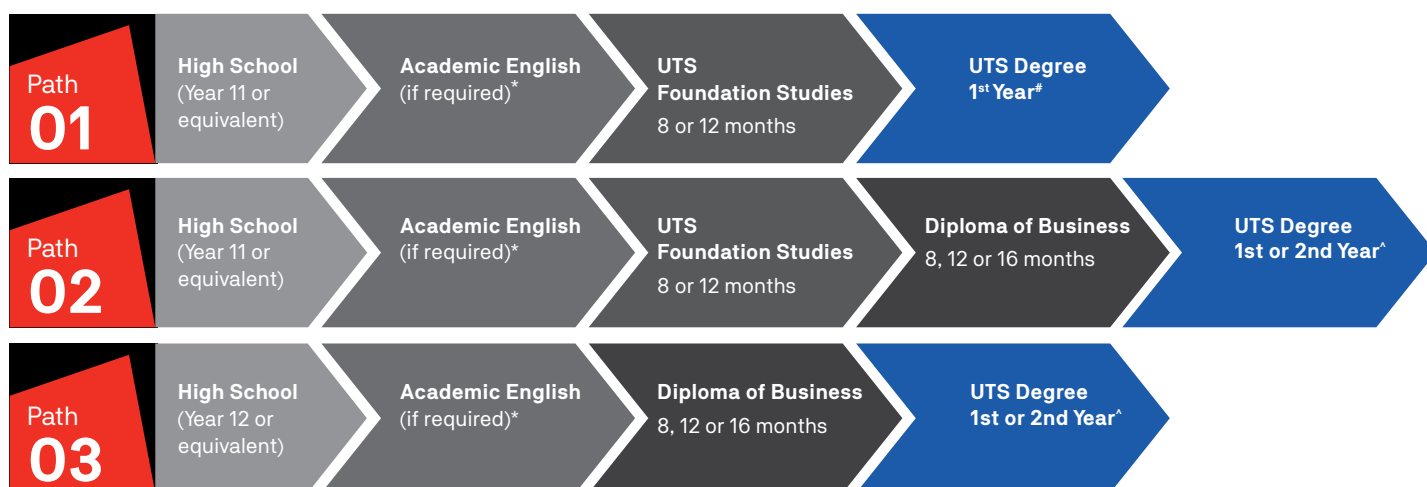 Path
01
High School
(Year 11 or
equivalent)
Academic English
(if required)*
UTS
Foundation Studies
8 or 12 months
UTS Degree
1st Year#
Path
02
High School
(Year 11 or
equivalent)
Academic English
(if required)*
UTS
Foundation Studies
8 or 12 months
Diploma of Business
8, 12 or 16 months
UTS Degree
1st or 2nd Year^
Path
03
High School
(Year 12 or
equivalent)
Academic English
(if required)*
Diploma of Business
8, 12 or 16 months
UTS Degree
1st or 2nd Year^